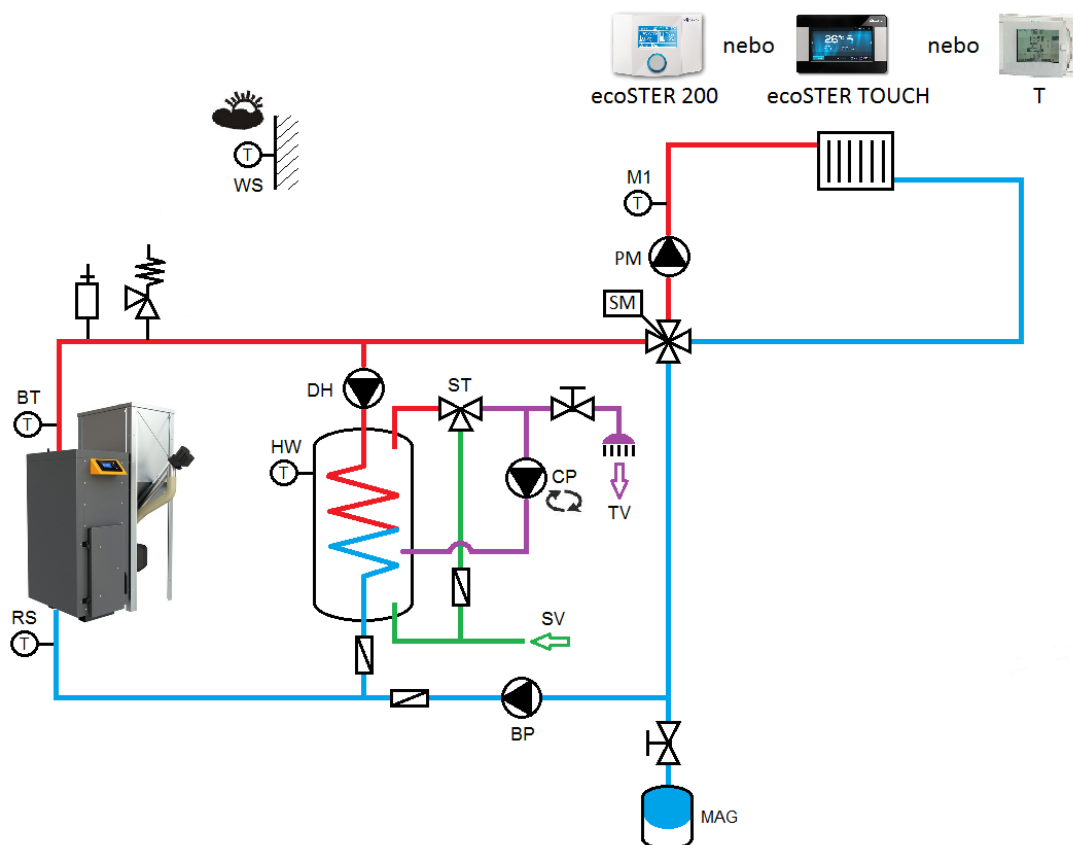 nebo
nebo
ecoSTER 200
ecoSTER TOUCH
T
T
WS
M1
T
PM
SM
BT
T
DH
ST
HW
T
CP
TV
RS
T
SV
BP
MAG